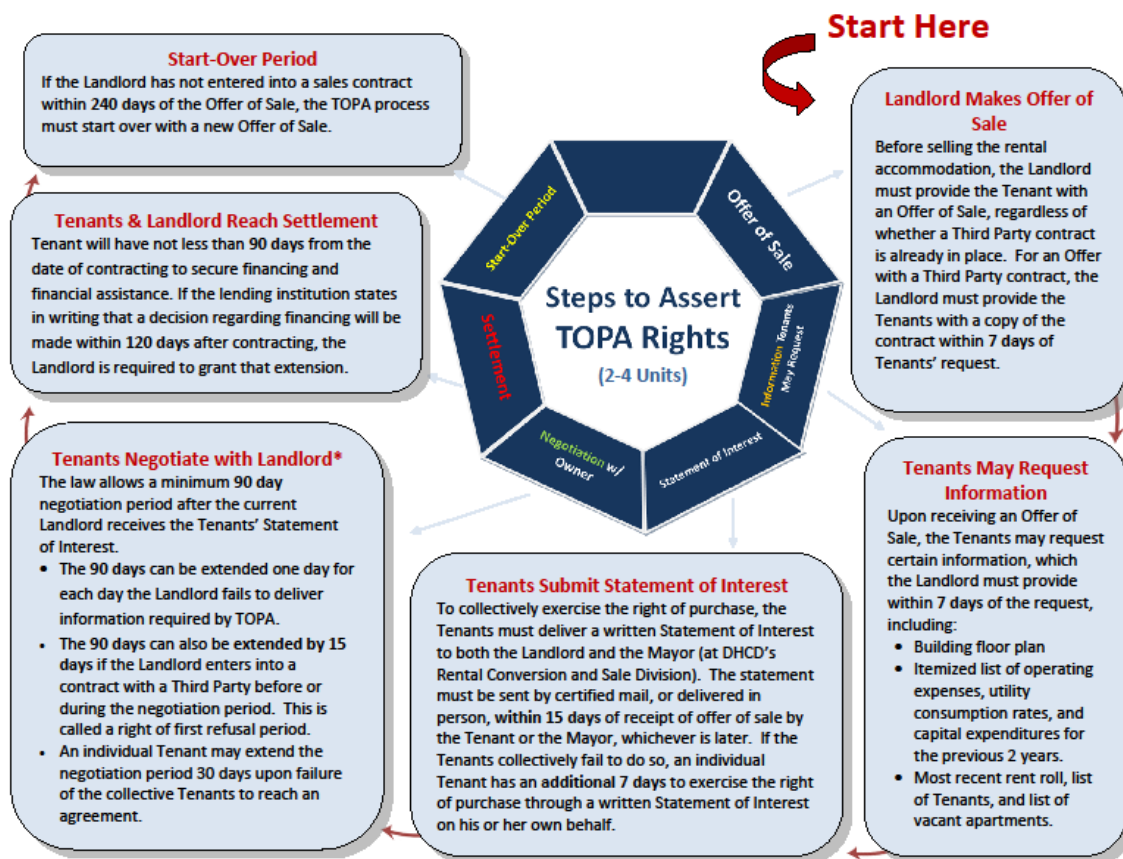 Start Here
Landlord Makes Offer of
Sale
Before selling the rental
accommodation, the Landlord
must provide the Tenant with
an Offer of Sale, regardless of
whether a Third Party contract
is already in place.  For an Offer
with a Third Party contract, the
Landlord must provide the
Tenants with a copy of the
contract within 7 days of
Tenants' request.
Tenants May Request
Information
Upon receiving an Offer of
Sale, the Tenants may request
certain information, which
the Landlord must provide
within 7 days of the request,
including:
• Building floor plan
• Itemized list of operating
expenses, utility
consumption rates, and
capital expenditures for
the previous 2 years.
• Most recent rent roll, list
of Tenants, and list of
vacant apartments.
Tenants Submit Statement of Interest
To collectively exercise the right of purchase, the
Tenants must deliver a written Statement of Interest
to both the Landlord and the Mayor (at DHCD's
Rental Conversion and Sale Division).  The statement
must be sent by certified mail, or delivered in
person, within 15 days of receipt of offer of sale by
the Tenant or the Mayor, whichever is later.  If the
Tenants collectively fail to do so, an individual
Tenant has an additional 7 days to exercise the right
of purchase through a written Statement of Interest
on his or her own behalf.
Tenants Negotiate with Landlord*
The law allows a minimum 90 day
negotiation period after the current
Landlord receives the Tenants' Statement
of Interest.
• The 90 days can be extended one day for
each day the Landlord fails to deliver
information required by TOPA.
• The 90 days can also be extended by 15
days if the Landlord enters into a
contract with a Third Party before or
during the negotiation period.  This is
called a right of first refusal period.
• An individual Tenant may extend the
negotiation period 30 days upon failure
of the collective Tenants to reach an
agreement.
Tenants & Landlord Reach Settlement
Tenant will have not less than 90 days from the
date of contracting to secure financing and
financial assistance. If the lending institution states
in writing that a decision regarding financing will be
made within 120 days after contracting, the
Landlord is required to grant that extension.
Start-Over Period
If the Landlord has not entered into a sales contract
within 240 days of the Offer of Sale, the TOPA process
must start over with a new Offer of Sale.
Steps to Assert
TOPA Rights
(2-4 Units)
Offer of Sale
Information Tenants
May Request
Statement of Interest
Negotiation w/
Owner
Settlement
Start-Over Period